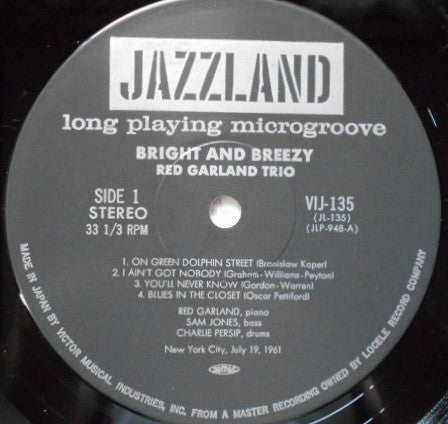 JAZZLAND
long playing microgroove
BRIGHT AND BREEZY
RED GARLAND TRIO
SIDE 1
STEREO
33 1/3 RPM
VIJ-135
(JL-135)
(JLP-948-A)
1. ON GREEN DOLPHIN STREET (Bronislaw Kaper)
2. I AIN'T GOT NOBODY (Graham-Williams-Peyton)
3. YOU'LL NEVER KNOW (Gordon-Warren)
4. BLUES IN THE CLOSET (Oscar Pettiford)
RED GARLAND, piano
SAM JONES, bass
CHARLIE PERSIP, drums
New York City, July 19, 1961
MADE IN JAPAN BY VICTOR MUSICAL INDUSTRIES, INC. FROM A MASTER RECORDING OWNED BY LOCELE RECORD COMPANY